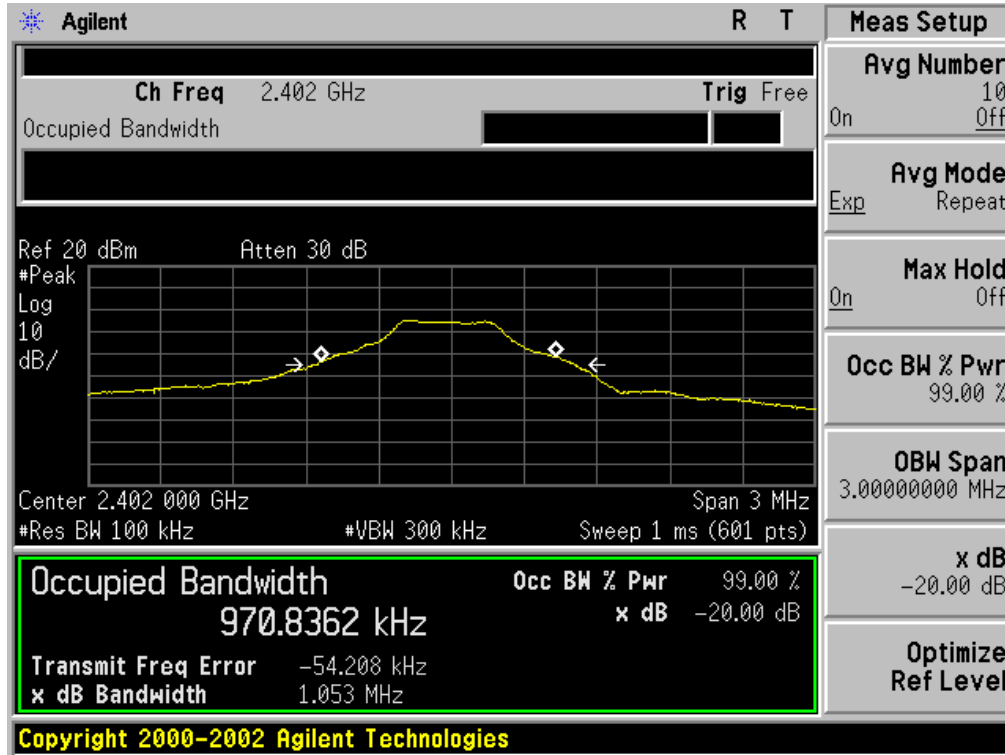 Agilent R T
Ch Freq 2.402 GHz Trig Free
Occupied Bandwidth
Ref 20 dBm Atten 30 dB
#Peak
Log
10
dB/
Center 2.402 000 GHz Span 3 MHz
#Res BW 100 kHz #VBW 300 kHz Sweep 1 ms (601 pts)
Occupied Bandwidth
970.8362 kHz
Occ BW % Pwr 99.00 %
x dB -20.00 dB
Transmit Freq Error -54.208 kHz
x dB Bandwidth 1.053 MHz
Copyright 2000-2002 Agilent Technologies
Meas Setup
Avg Number
10
On Off
Avg Mode
Exp Repeat
Max Hold
On Off
Occ BW % Pwr
99.00 %
OBW Span
3.00000000 MHz
x dB
-20.00 dB
Optimize
Ref Level